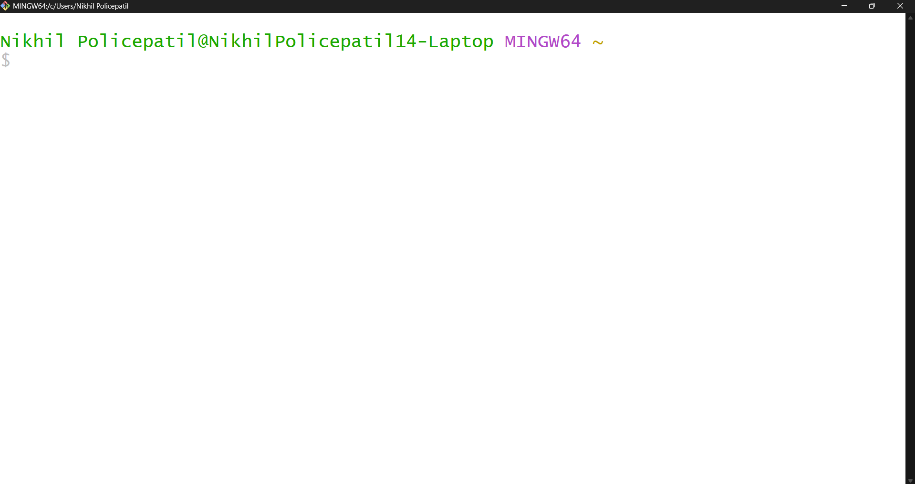 MINGW64:/c/Users/Nikhil Policepatil
Nikhil Policepatil@NikhilPolicepatil14-Laptop MINGW64 ~
$